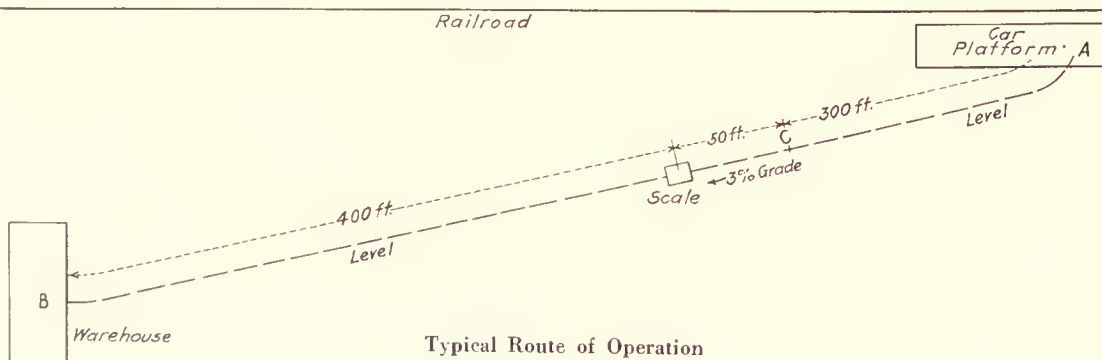 Railroad
Car
Platform.
A
300 ft.
50 ft.
C
Level
3% Grade
Scale
400 ft.
Level
B
Warehouse
Typical Route of Operation